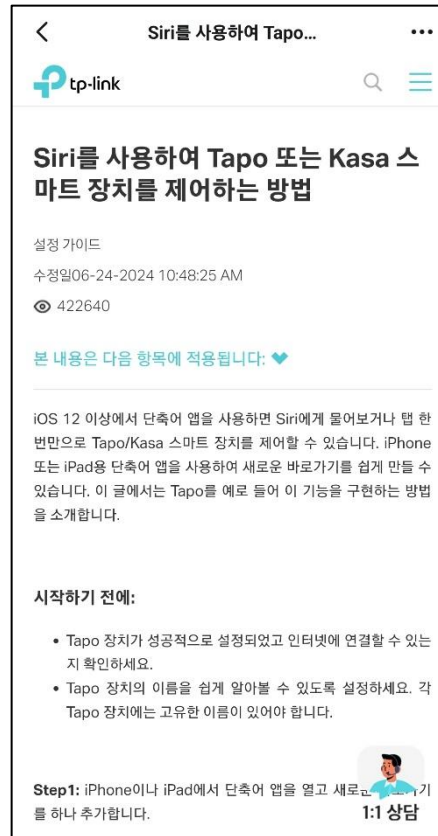 Siri를 사용하여 Tapo...
tp-link
Siri를 사용하여 Tapo 또는 Kasa 스
마트 장치를 제어하는 방법
설정 가이드
수정일06-24-2024 10:48:25 AM
422640
본 내용은 다음 항목에 적용됩니다:
iOS 12 이상에서 단축어 앱을 사용하면 Siri에게 물어보거나 탭 한
번만으로 Tapo/Kasa 스마트 장치를 제어할 수 있습니다. iPhone
또는 iPad용 단축어 앱을 사용하여 새로운 바로가기를 쉽게 만들 수
있습니다. 이 글에서는 Tapo를 예로 들어 이 기능을 구현하는 방법
을 소개합니다.
시작하기 전에:
• Tapo 장치가 성공적으로 설정되었고 인터넷에 연결할 수 있는
지 확인하세요.
• Tapo 장치의 이름을 쉽게 알아볼 수 있도록 설정하세요. 각
Tapo 장치에는 고유한 이름이 있어야 합니다.
Step1: iPhone이나 iPad에서 단축어 앱을 열고 기
를 하나 추가합니다.
1:1 상담